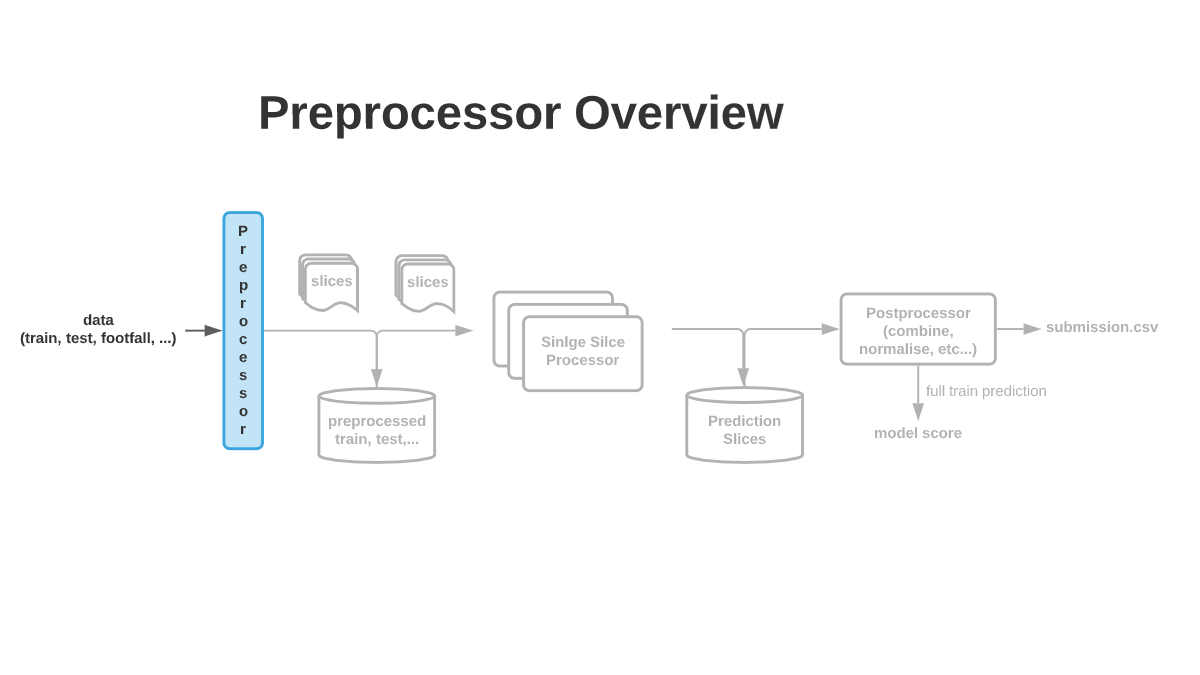 Preprocessor Overview
data
(train, test, footfall, ...)
Preprocessor
slices
slices
preprocessed
train, test,...
Sinlge Silce
Processor
Prediction
Slices
Postprocessor
(combine,
normalise, etc...)
submission.csv
full train prediction
model score